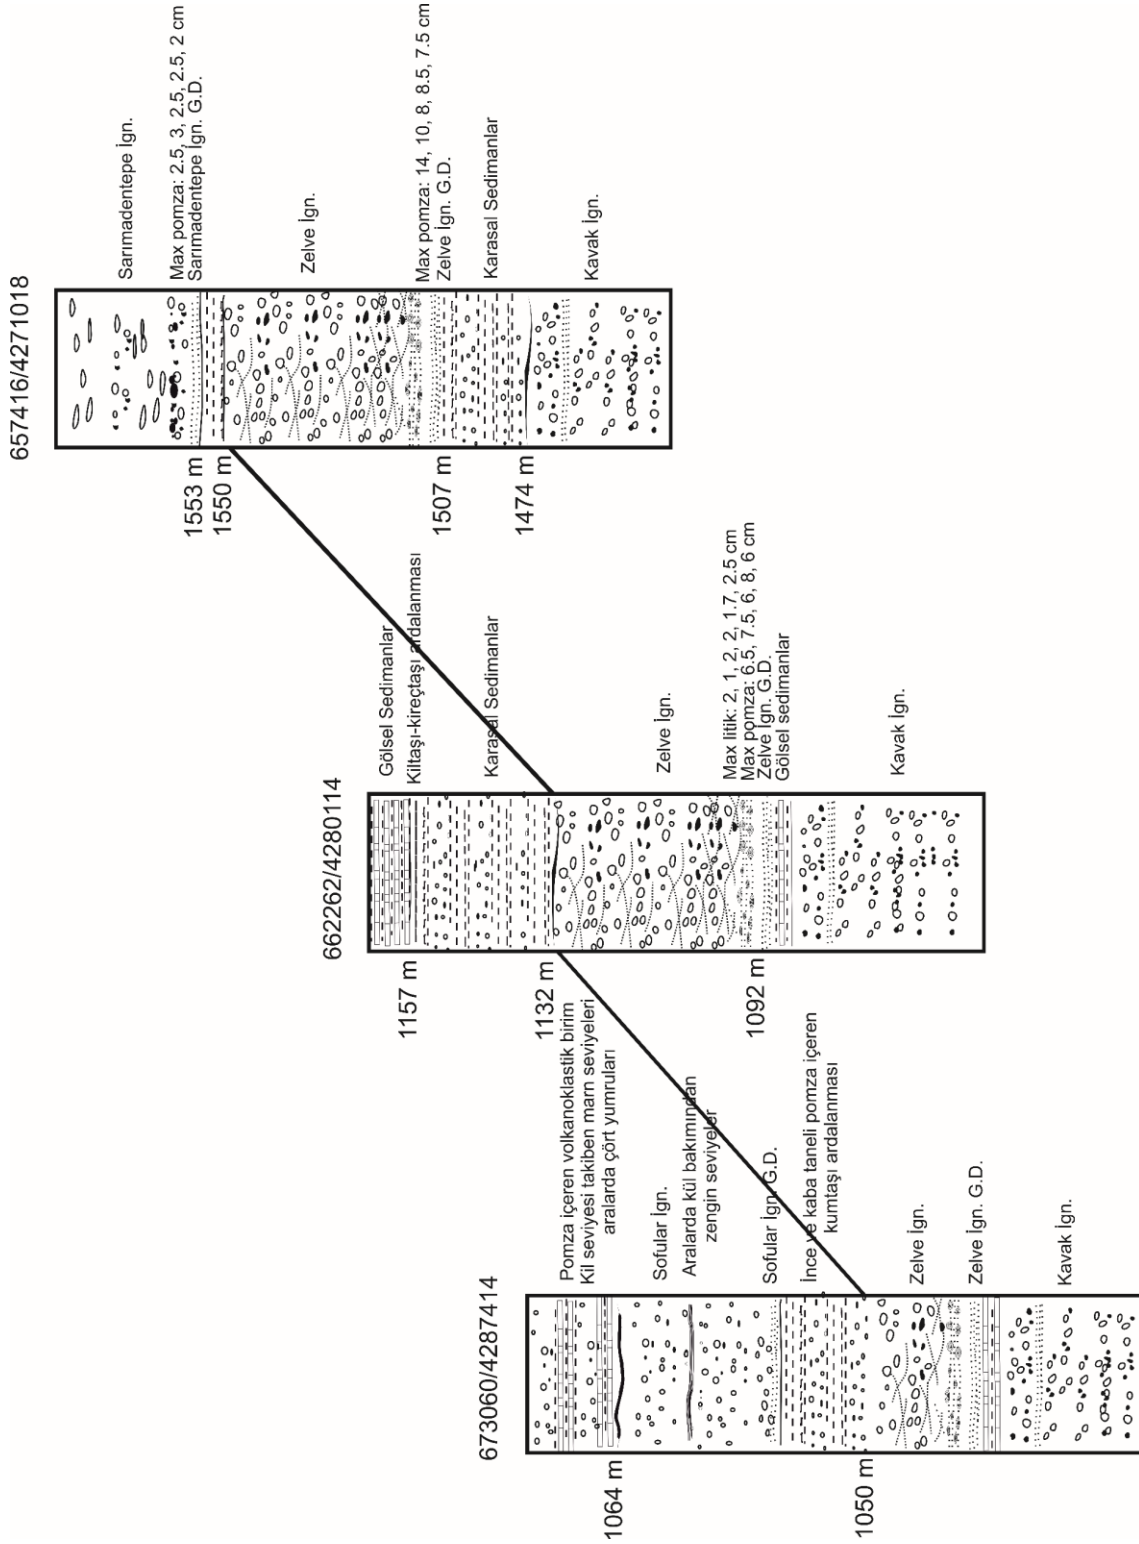 657416/4271018
Sarımadentepe İgn.
Max pomza: 2.5, 3, 2.5, 2.5, 2 cm
Sarımadentepe İgn. G.D.
Zelve İgn.
Max pomza: 14, 10, 8, 8.5, 7.5 cm
Zelve İgn. G.D.
Karasal Sedimanlar
Kavak İgn.
1553 m
1550 m
1507 m
1474 m
662262/4280114
Gölsel Sedimanlar
Kiltaşı-kireçtaşı ardalanması
Karasal Sedimanlar
Zelve İgn.
Max litik: 2, 1, 2, 2, 1.7, 2.5 cm
Max pomza: 6.5, 7.5, 6, 8, 6 cm
Zelve İgn. G.D.
Gölsel sedimanlar
Kavak İgn.
1157 m
1132 m
1092 m
673060/4287414
Pomza içeren volkanoklastik birim
Kil seviyesi takiben marn seviyeleri
aralarda çört yumruları
Sofular İgn.
Aralarda kül bakımından
zengin seviyeler
Sofular İgn. G.D.
İnce ve kaba taneli pomza içeren
kumtaşı ardalanması
Zelve İgn.
Zelve İgn. G.D.
Kavak İgn.
1064 m
1050 m